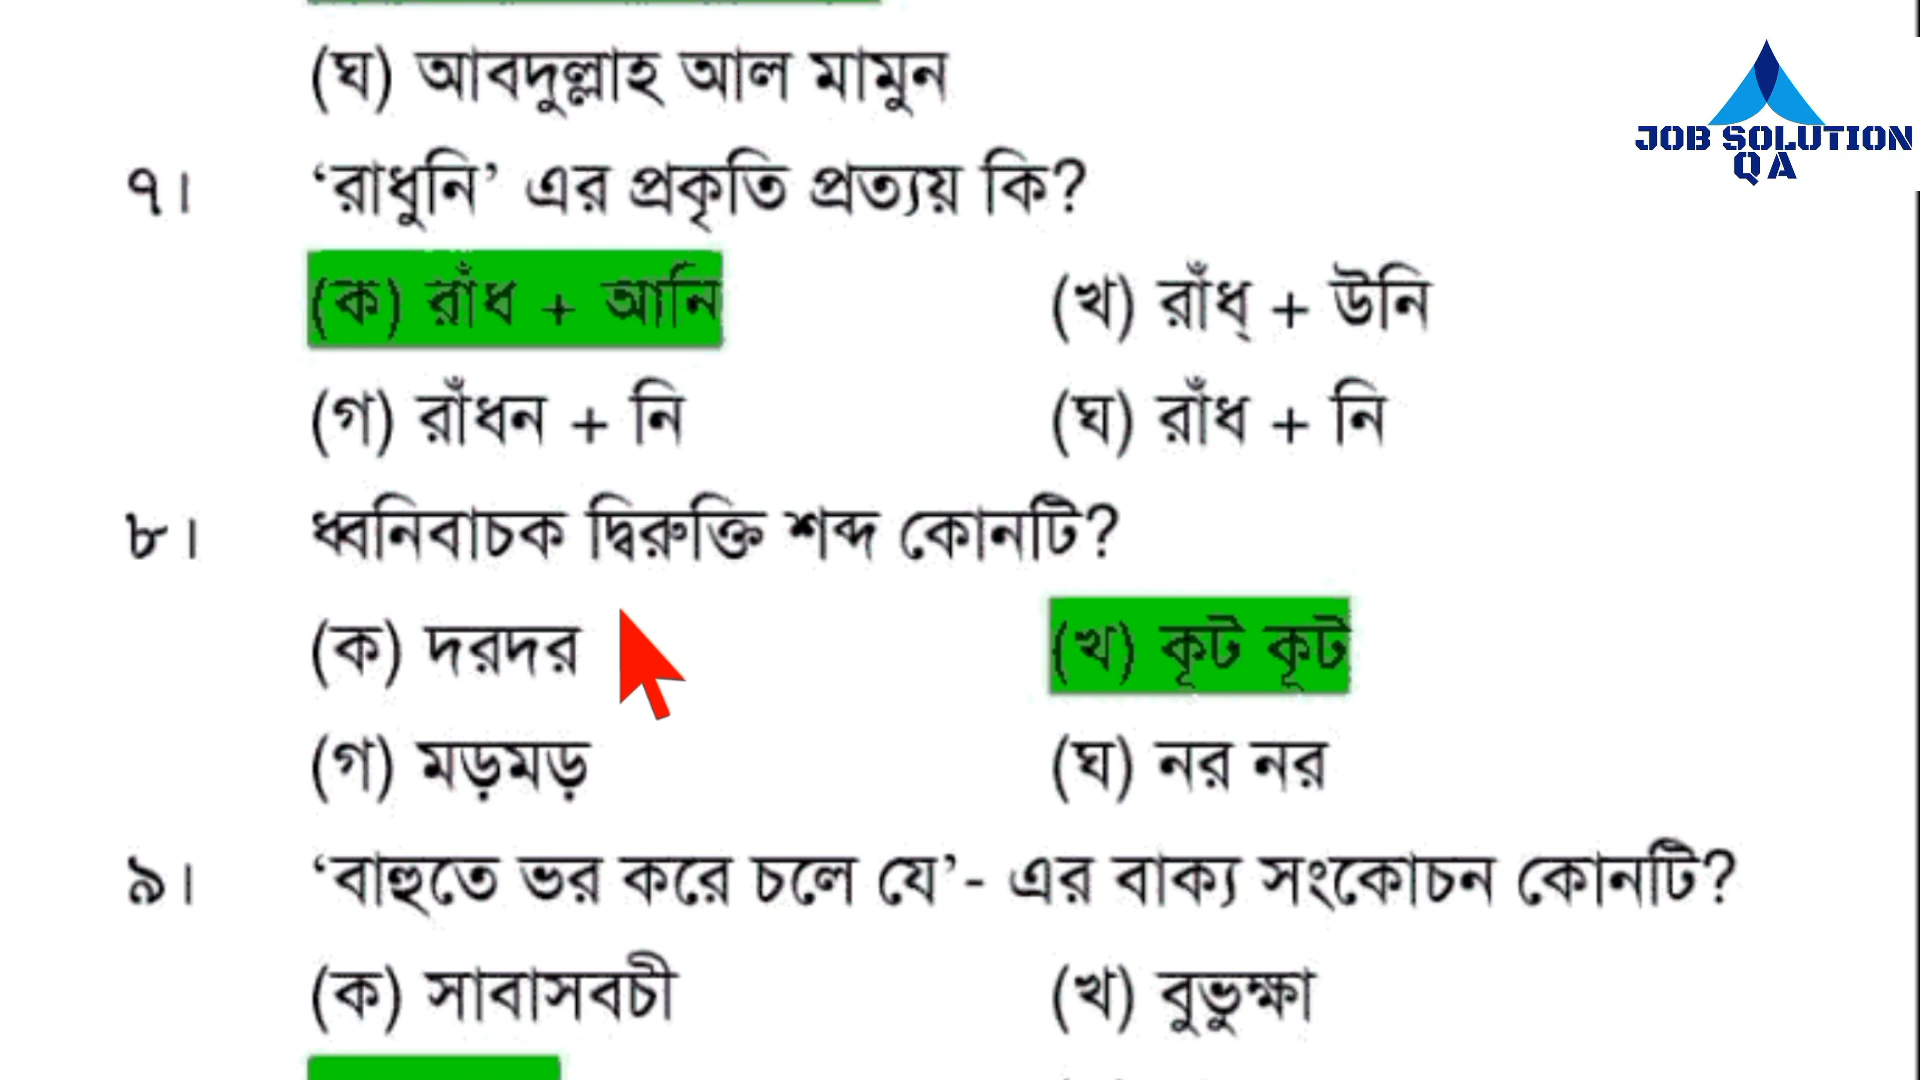 (ঘ) আবদুল্লাহ আল মামুন
JOB SOLUTION
QA
৭। ‘রাধুনি’ এর প্রকৃতি প্রত্যয় কি?
(ক) রাঁধ + আনি (খ) রাঁধ্ + উনি
(গ) রাঁধন + নি (ঘ) রাঁধ + নি
৮। ধ্বনিবাচক দ্বিরুক্তি শব্দ কোনটি?
(ক) দরদর (খ) কূট কূট
(গ) মড়মড় (ঘ) নর নর
৯। ‘বাহুতে ভর করে চলে যে’- এর বাক্য সংকোচন কোনটি?
(ক) সাবাসবচী (খ) বুভুক্ষা